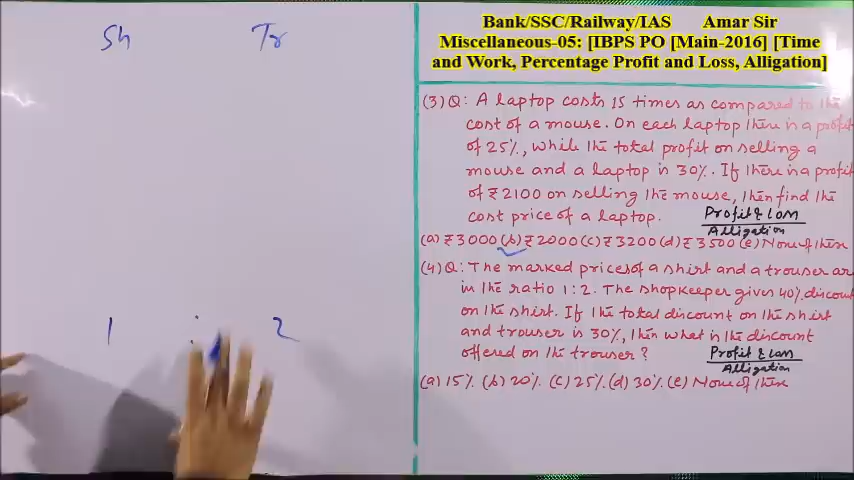 Sh Tr
1 : 2
Bank/SSC/Railway/IAS Amar Sir
Miscellaneous-05: [IBPS PO [Main-2016] [Time
and Work, Percentage Profit and Loss, Alligation]
(3) Q: A laptop costs 15 times as compared to the
cost of a mouse. On each laptop there is a profit
of 25%, while the total profit on selling a
mouse and a laptop is 30%. If there is a profit
of ₹2100 on selling the mouse, then find the
cost price of a laptop. Profit & Loss
Alligation
(a) ₹3000 (b) ₹2000 (c) ₹3200 (d) ₹3500 (e) None of these
(4) Q: The marked prices of a shirt and a trouser are
in the ratio 1:2. The shopkeeper gives 40% discount
on the shirt. If the total discount on the shirt
and trouser is 30%, then what is the discount
offered on the trouser? Profit & Loss
Alligation
(a) 15% (b) 20% (c) 25% (d) 30% (e) None of these